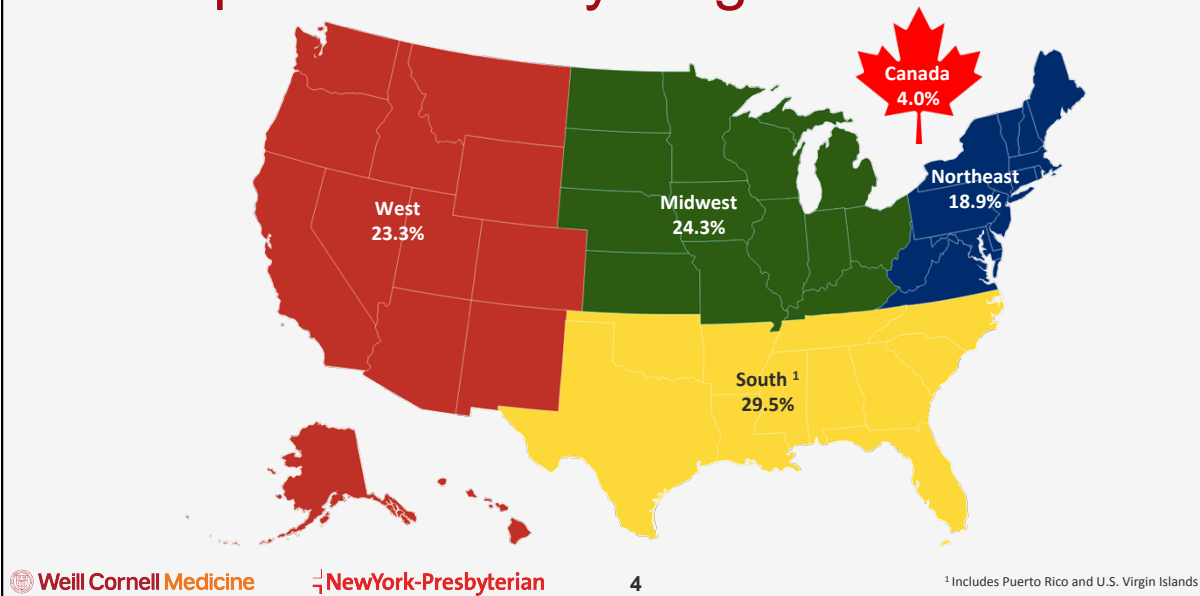 Canada
4.0%
Northeast
18.9%
Midwest
24.3%
West
23.3%
South ¹
29.5%
Weill Cornell Medicine
NewYork-Presbyterian
4
¹ Includes Puerto Rico and U.S. Virgin Islands